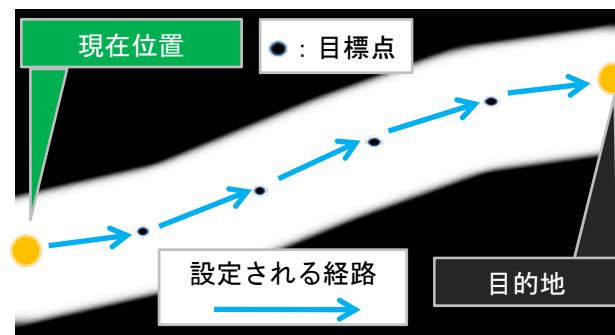 現在位置
：目標点
設定される経路
目的地